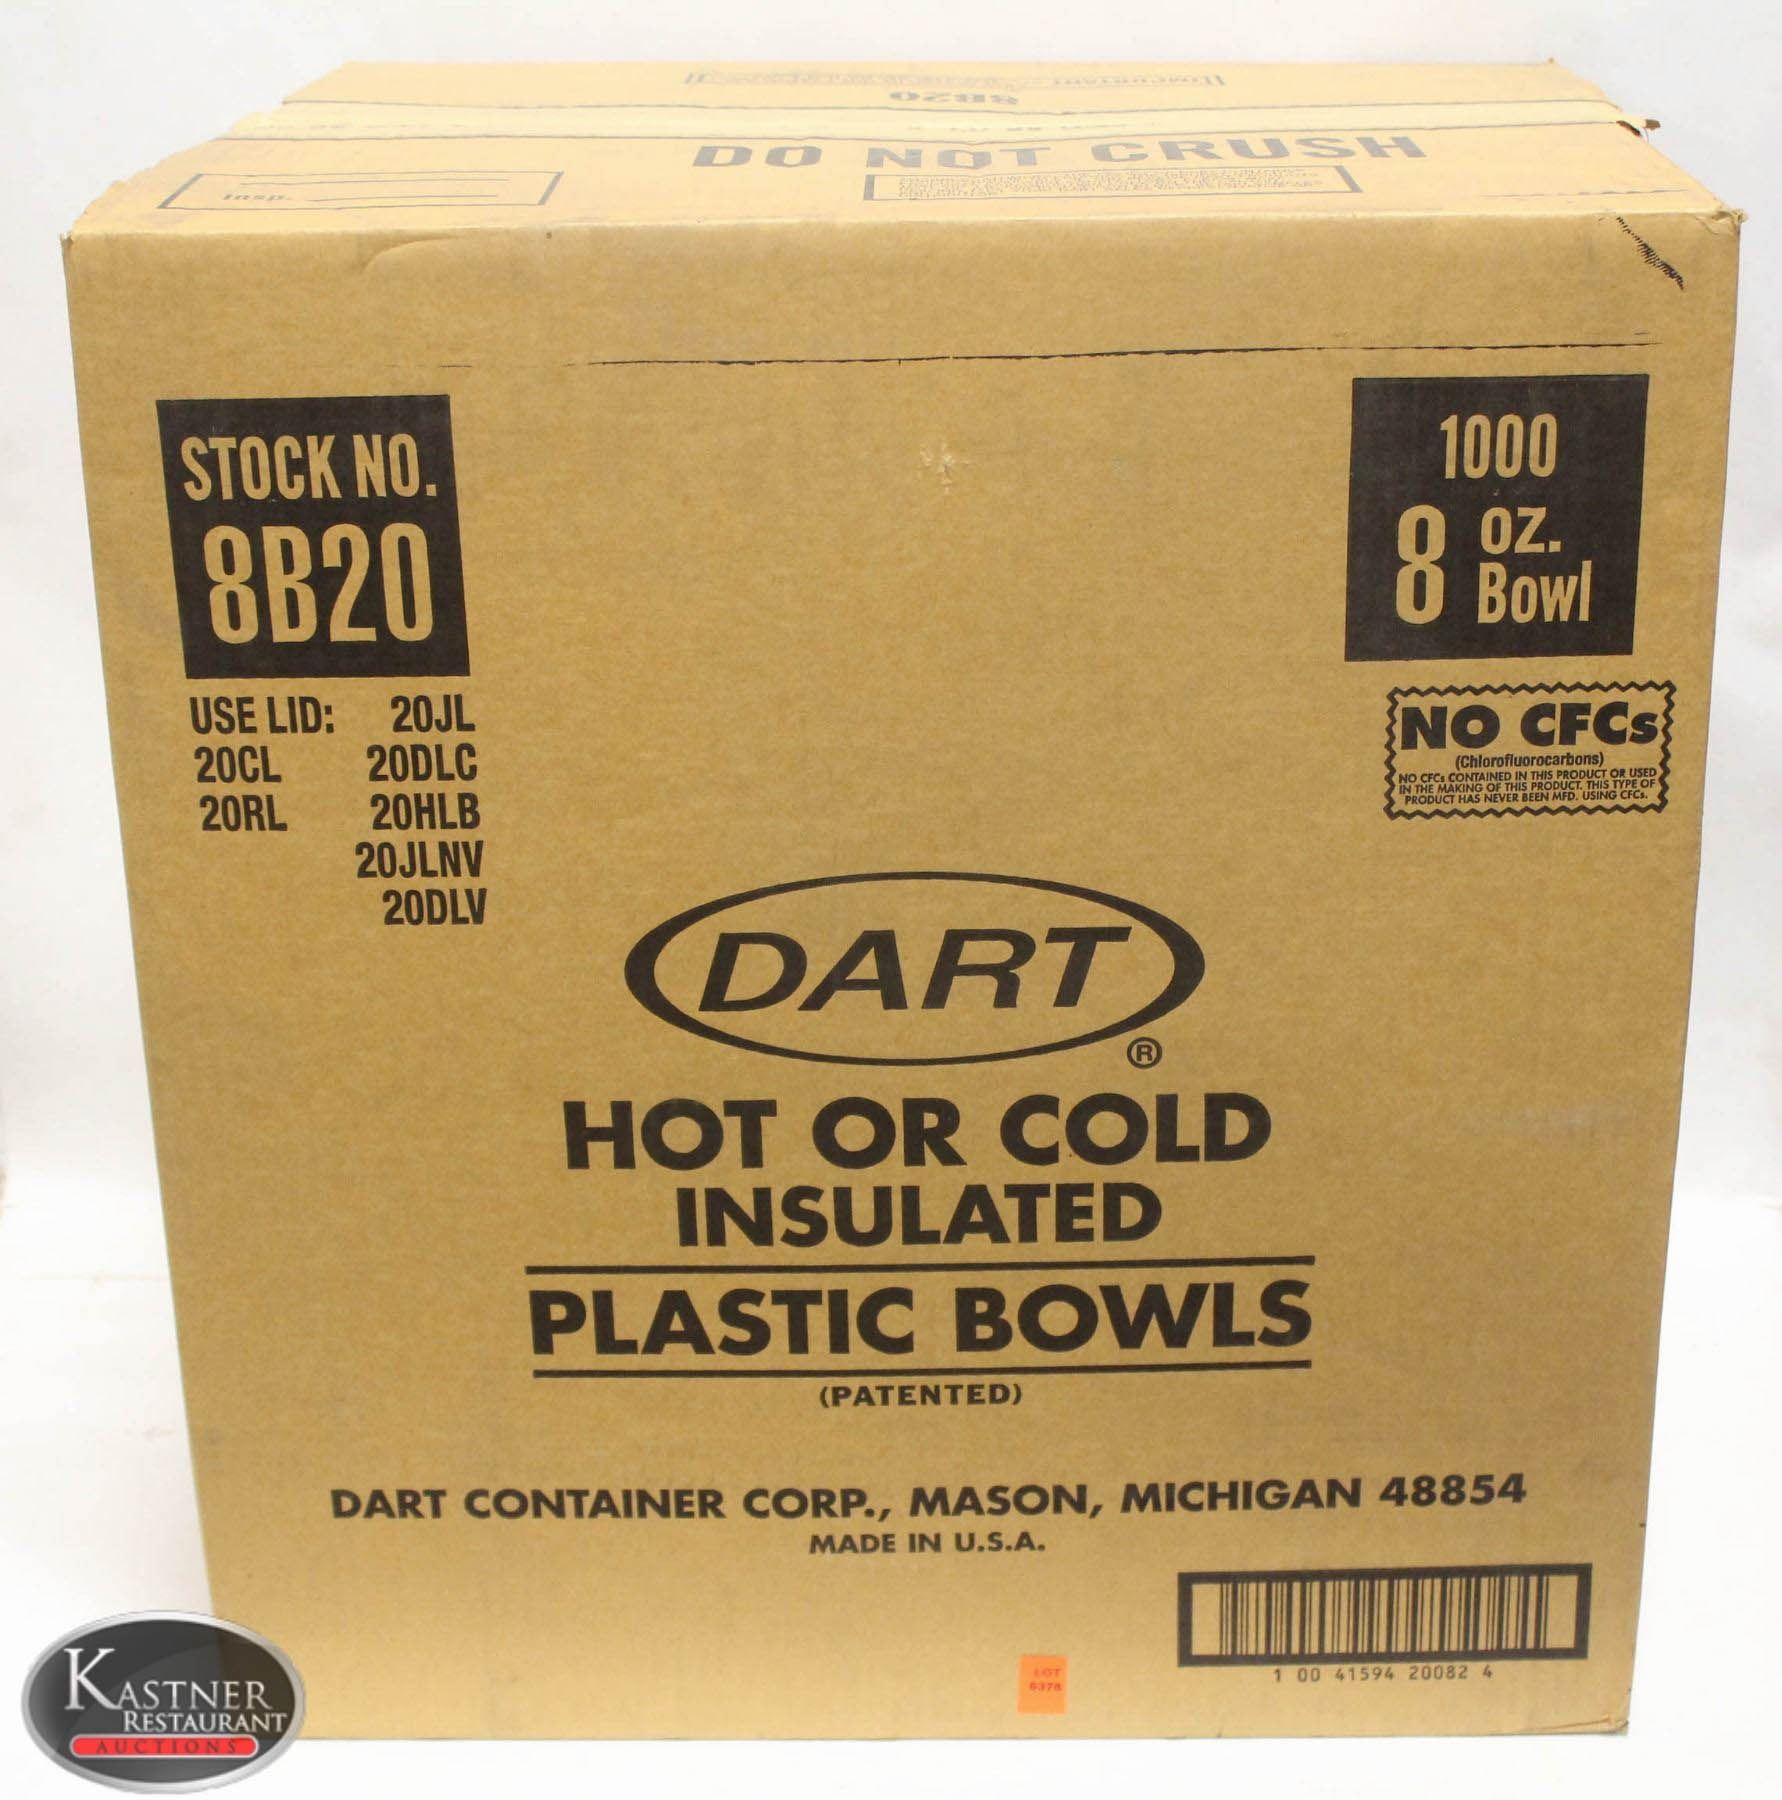 8B20
DO NOT CRUSH
Insp.
STOCK NO.
8B20
USE LID: 20JL
20CL 20DLC
20RL 20HLB
20JLNV
20DLV
1000
8 OZ.
Bowl
NO CFCs
(Chlorofluorocarbons)
NO CFCs CONTAINED IN THIS PRODUCT OR USED
IN THE MAKING OF THIS PRODUCT. THIS TYPE OF
PRODUCT HAS NEVER BEEN MFD. USING CFCs.
DART
®
HOT OR COLD
INSULATED
PLASTIC BOWLS
(PATENTED)
DART CONTAINER CORP., MASON, MICHIGAN 48854
MADE IN U.S.A.
1 00 41594 20082 4
LOT
6378
KASTNER
RESTAURANT
AUCTIONS